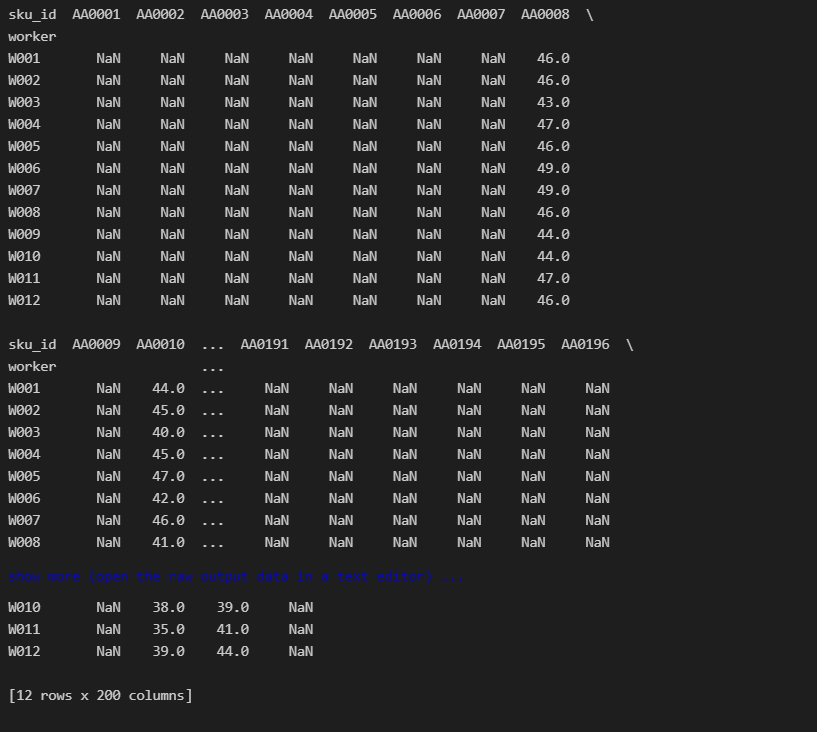 sku_id  AA0001  AA0002  AA0003  AA0004  AA0005  AA0006  AA0007  AA0008  \
worker
W001       NaN     NaN     NaN     NaN     NaN     NaN     NaN    46.0
W002       NaN     NaN     NaN     NaN     NaN     NaN     NaN    46.0
W003       NaN     NaN     NaN     NaN     NaN     NaN     NaN    43.0
W004       NaN     NaN     NaN     NaN     NaN     NaN     NaN    47.0
W005       NaN     NaN     NaN     NaN     NaN     NaN     NaN    46.0
W006       NaN     NaN     NaN     NaN     NaN     NaN     NaN    49.0
W007       NaN     NaN     NaN     NaN     NaN     NaN     NaN    49.0
W008       NaN     NaN     NaN     NaN     NaN     NaN     NaN    46.0
W009       NaN     NaN     NaN     NaN     NaN     NaN     NaN    44.0
W010       NaN     NaN     NaN     NaN     NaN     NaN     NaN    44.0
W011       NaN     NaN     NaN     NaN     NaN     NaN     NaN    47.0
W012       NaN     NaN     NaN     NaN     NaN     NaN     NaN    46.0
sku_id  AA0009  AA0010  ...  AA0191  AA0192  AA0193  AA0194  AA0195  AA0196  \
worker                  ...
W001       NaN    44.0  ...     NaN     NaN     NaN     NaN     NaN     NaN
W002       NaN    45.0  ...     NaN     NaN     NaN     NaN     NaN     NaN
W003       NaN    40.0  ...     NaN     NaN     NaN     NaN     NaN     NaN
W004       NaN    45.0  ...     NaN     NaN     NaN     NaN     NaN     NaN
W005       NaN    47.0  ...     NaN     NaN     NaN     NaN     NaN     NaN
W006       NaN    42.0  ...     NaN     NaN     NaN     NaN     NaN     NaN
W007       NaN    46.0  ...     NaN     NaN     NaN     NaN     NaN     NaN
W008       NaN    41.0  ...     NaN     NaN     NaN     NaN     NaN     NaN
show more (open the raw output data in a text editor) ...
W010       NaN    38.0    39.0     NaN
W011       NaN    35.0    41.0     NaN
W012       NaN    39.0    44.0     NaN
[12 rows x 200 columns]